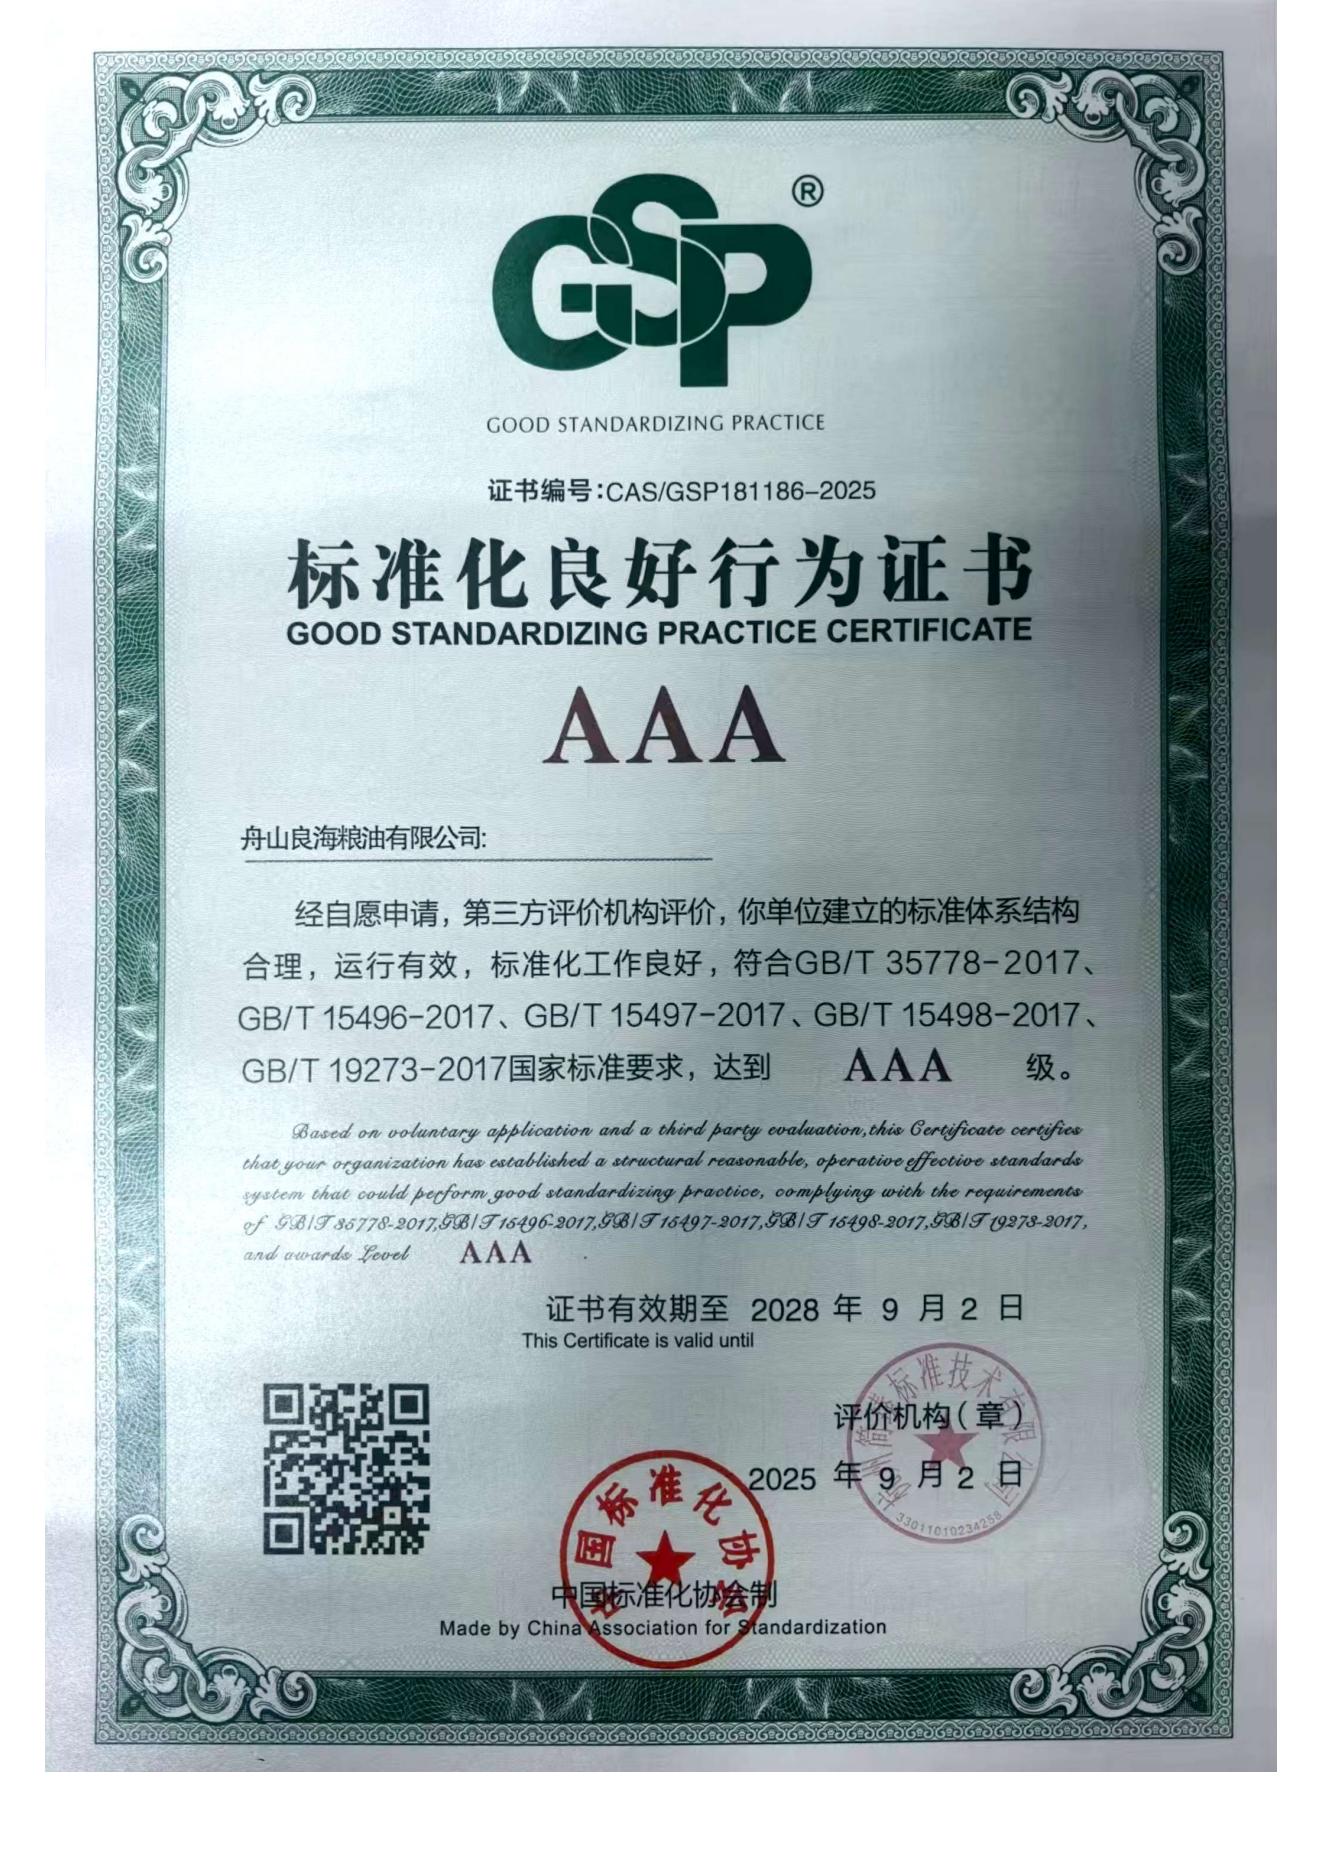 GSP®
GOOD STANDARDIZING PRACTICE
证书编号:CAS/GSP181186-2025
标准化良好行为证书
GOOD STANDARDIZING PRACTICE CERTIFICATE
AAA
舟山良海粮油有限公司:
经自愿申请,第三方评价机构评价,你单位建立的标准体系结构
合理,运行有效,标准化工作良好,符合GB/T 35778-2017、
GB/T 15496-2017、GB/T 15497-2017、GB/T 15498-2017、
GB/T 19273-2017国家标准要求,达到 AAA 级。
Based on voluntary application and a third party evaluation,this Certificate certifies
that your organization has established a structural reasonable, operative effective standards
system that could perform good standardizing practice, complying with the requirements
of GB/T 35778-2017,GB/T 15496-2017,GB/T 15497-2017,GB/T 15498-2017,GB/T 19273-2017,
and awards Level AAA
证书有效期至 2028 年 9 月 2 日
This Certificate is valid until
评价机构(章)
2025 年 9 月 2 日
标准技术有限公司
33011010234258
中国标准化协会
中国标准化协会制
Made by China Association for Standardization